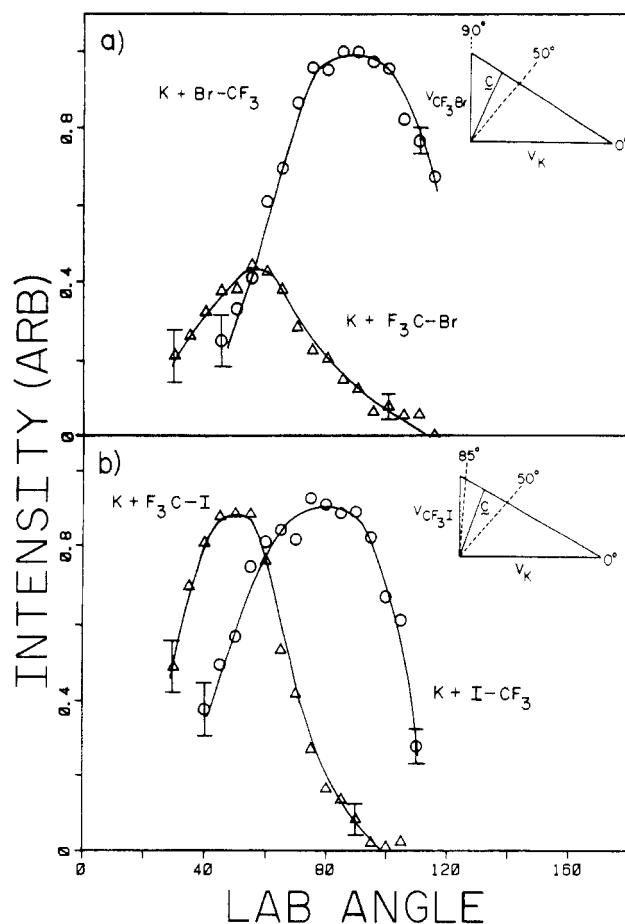 a)
K + Br-CF3
K + F3C-Br
90°
50°
VCF3Br
C
0°
VK
0.8
0.4
0
b)
K + F3C-I
K + I-CF3
85°
50°
VCF3I
C
0°
VK
0.8
0.4
0
0 40 80 120 160
INTENSITY (ARB)
LAB ANGLE